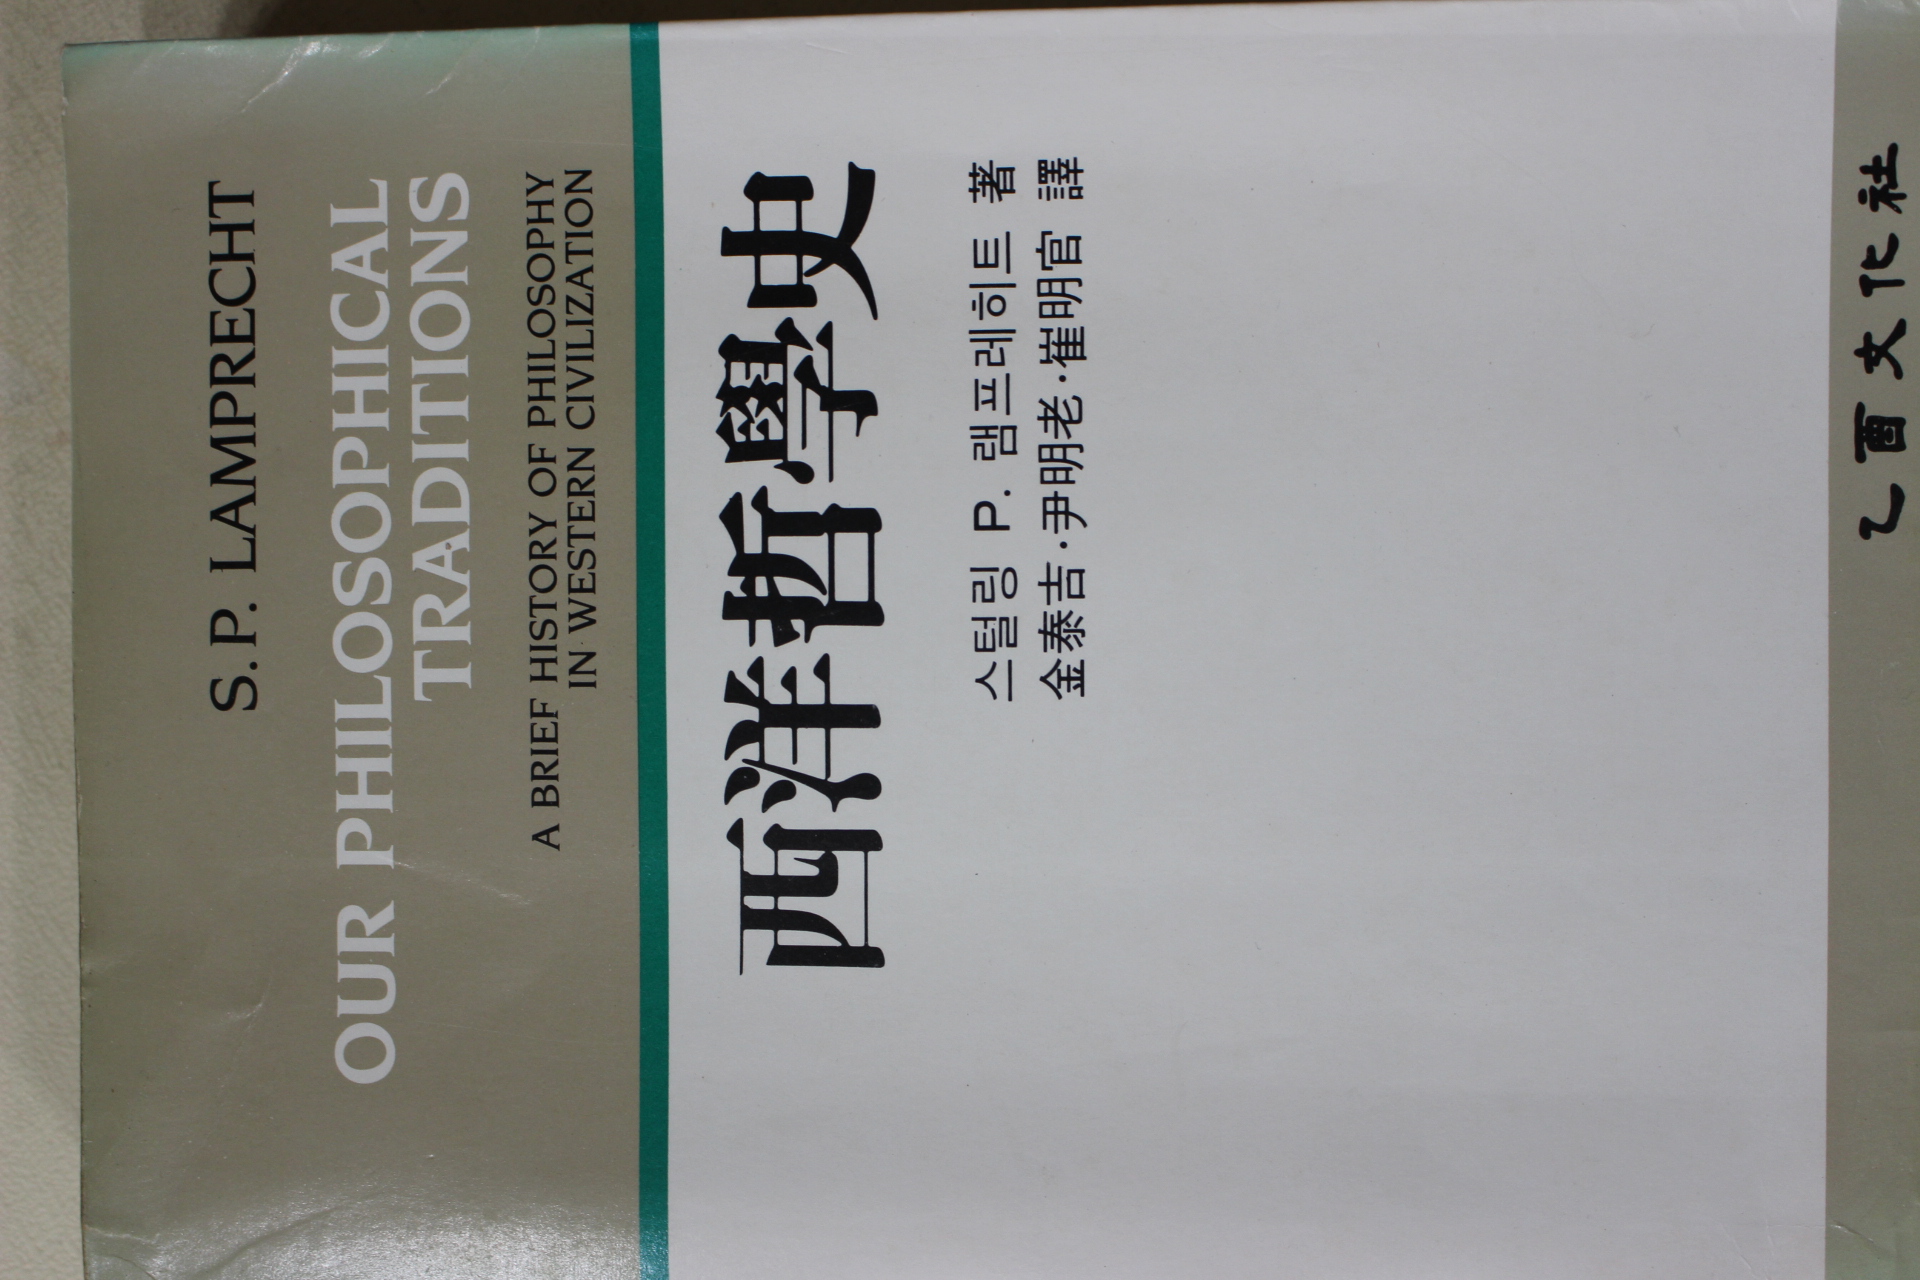 S. P. LAMPRECHT
OUR PHILOSOPHICAL
TRADITIONS
A BRIEF HISTORY OF PHILOSOPHY
IN WESTERN CIVILIZATION
西洋哲學史
스털링 P. 램프레히트 著
金泰吉·尹明老·崔明官 譯
乙酉文化社